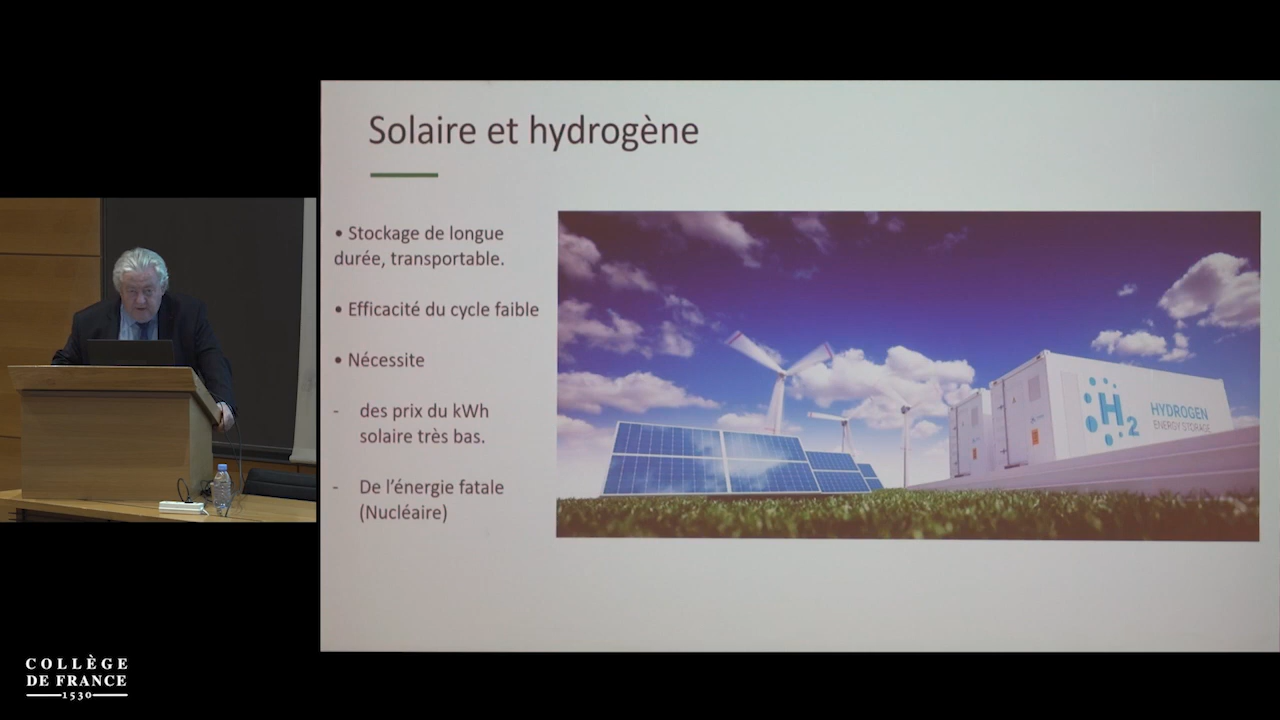 Solaire et hydrogène
• Stockage de longue
durée, transportable.
• Efficacité du cycle faible
• Nécessite
- des prix du kWh
solaire très bas.
- De l'énergie fatale
(Nucléaire)
H2
HYDROGEN
ENERGY STORAGE
COLLÈGE
DE FRANCE
1530